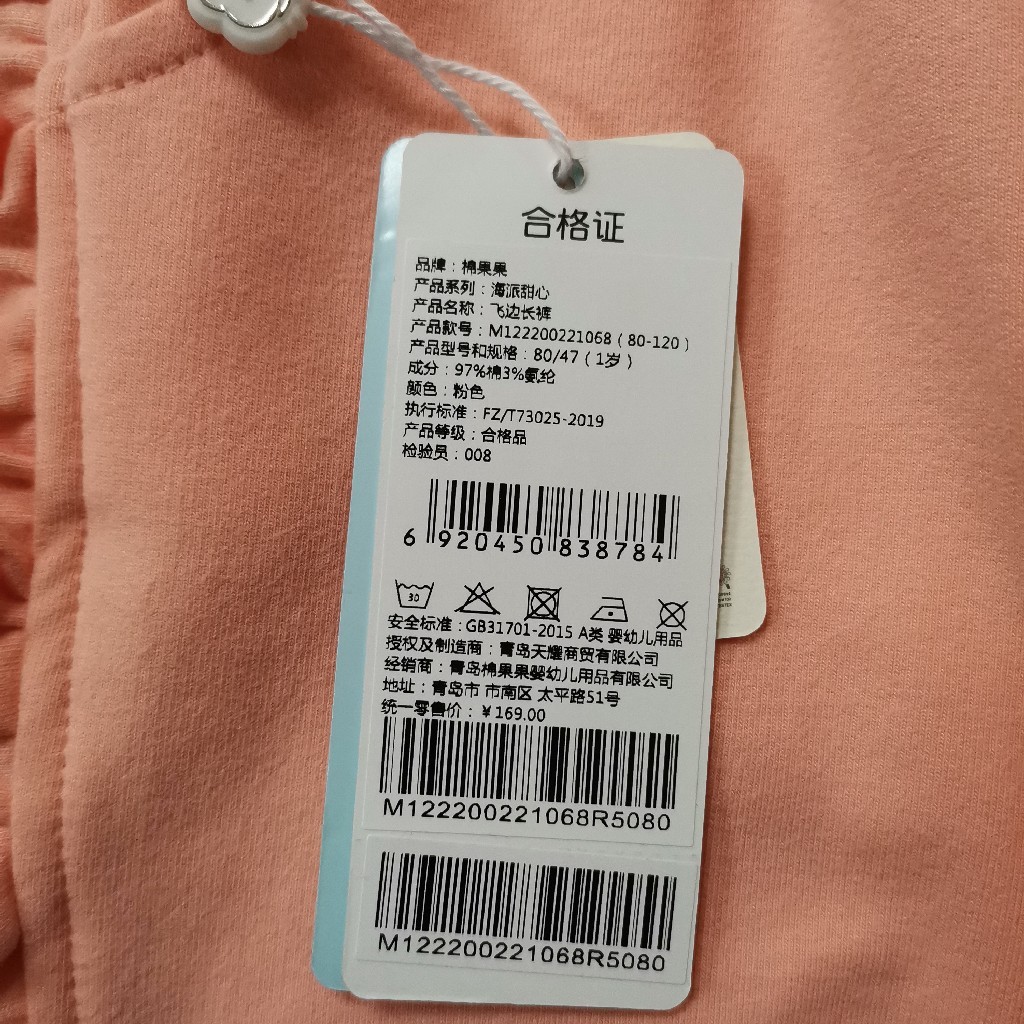 合格证
品牌：棉果果
产品系列：海派甜心
产品名称：飞边长裤
产品款号：M122200221068（80-120）
产品型号和规格：80/47（1岁）
成分：97%棉3%氨纶
颜色：粉色
执行标准：FZ/T73025-2019
产品等级：合格品
检验员：008
6 920450 838784
30
安全标准：GB31701-2015 A类 婴幼儿用品
授权及制造商：青岛天耀商贸有限公司
经销商：青岛棉果果婴幼儿用品有限公司
地址：青岛市 市南区 太平路51号
统一零售价：￥169.00
M122200221068R5080
M122200221068R5080